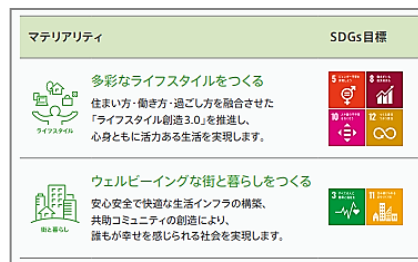 マテリアリティ
SDGs目標
多彩なライフスタイルをつくる
住まい方・働き方・過ごし方を融合させた
「ライフスタイル創造3.0」を推進し、
心身ともに活力ある生活を実現します。
ライフスタイル
5
8
10
12
ウェルビーイングな街と暮らしをつくる
安心安全で快適な生活インフラの構築、
共助コミュニティの創造により、
誰もが幸せを感じられる社会を実現します。
街と暮らし
3
11